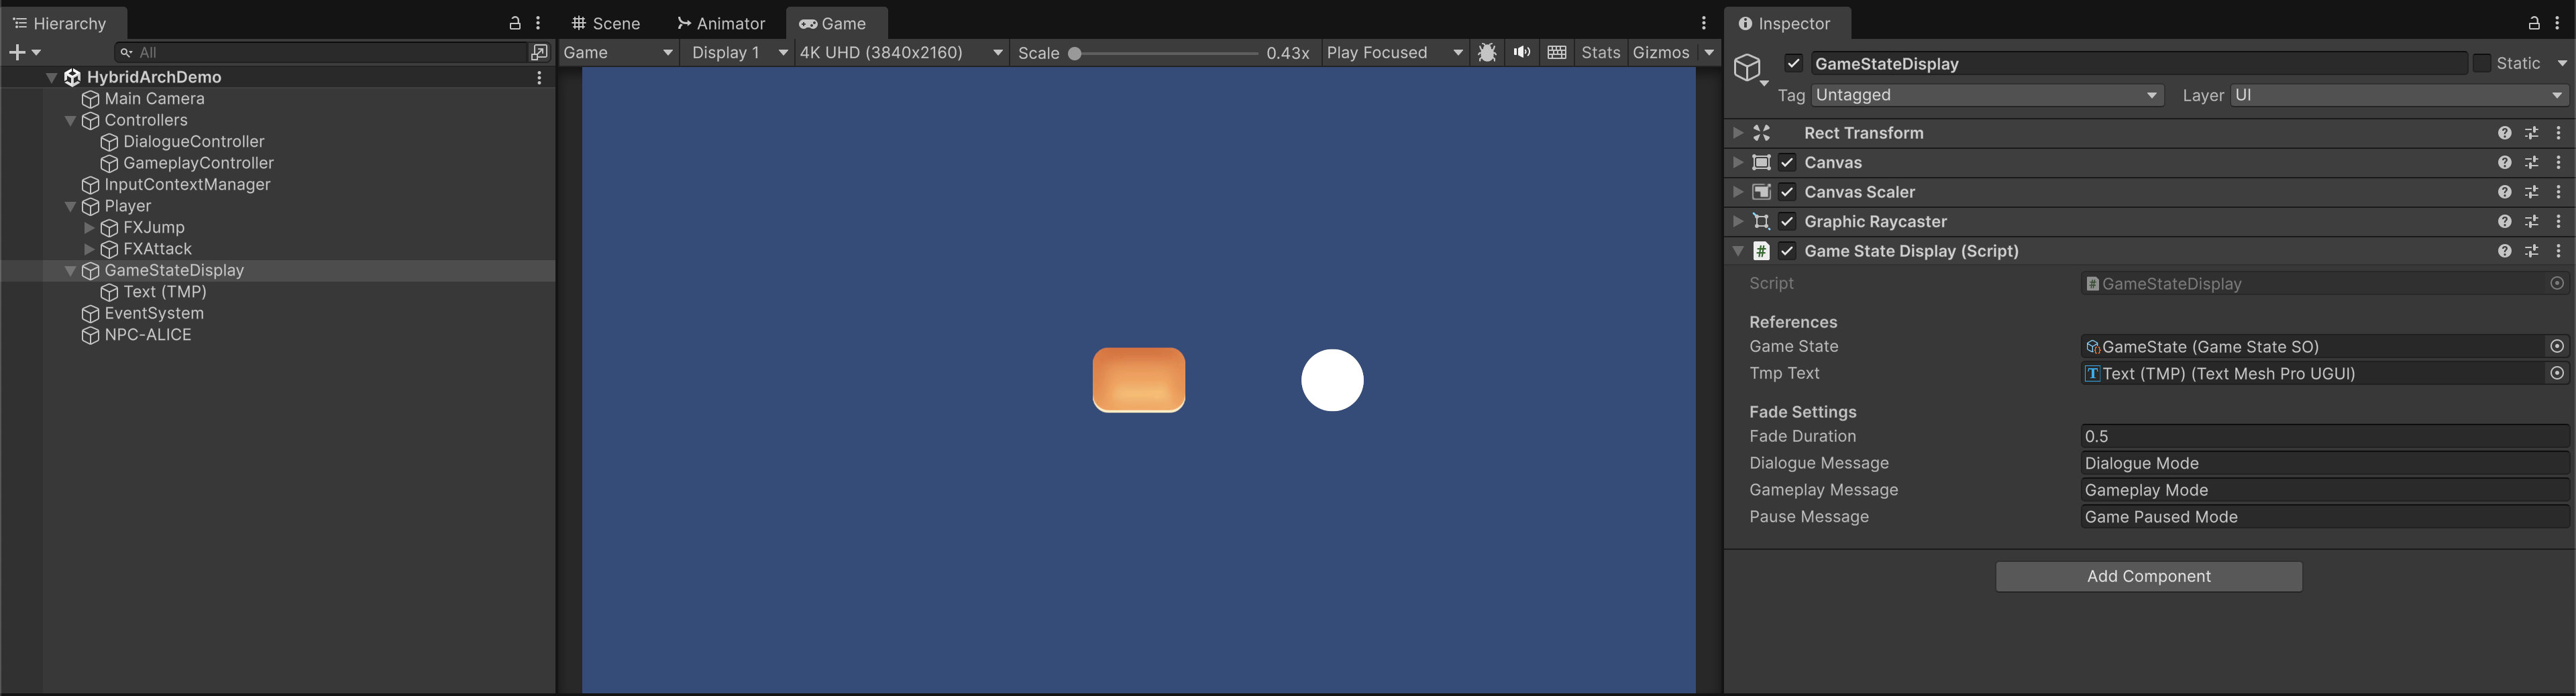 Hierarchy
All
HybridArchDemo
Main Camera
Controllers
DialogueController
GameplayController
InputContextManager
Player
FXJump
FXAttack
GameStateDisplay
Text (TMP)
EventSystem
NPC-ALICE
Scene Animator Game
Game Display 1 4K UHD (3840x2160) Scale 0.43x Play Focused Stats Gizmos
Inspector
GameStateDisplay Static
Tag Untagged Layer UI
Rect Transform
Canvas
Canvas Scaler
Graphic Raycaster
# Game State Display (Script)
Script # GameStateDisplay
References
Game State GameState (Game State SO)
Tmp Text T Text (TMP) (Text Mesh Pro UGUI)
Fade Settings
Fade Duration 0.5
Dialogue Message Dialogue Mode
Gameplay Message Gameplay Mode
Pause Message Game Paused Mode
Add Component